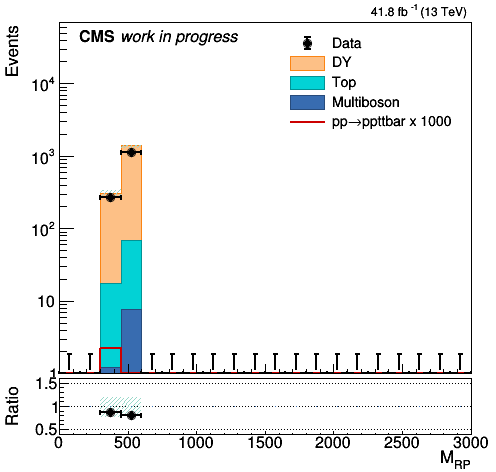 41.8 fb⁻¹ (13 TeV)
CMS work in progress
Events
Data
DY
Top
Multiboson
pp→ppttbar x 1000
10⁴
10³
10²
10
1
Ratio
1.5
1
0.5
0 500 1000 1500 2000 2500 3000
M_RP